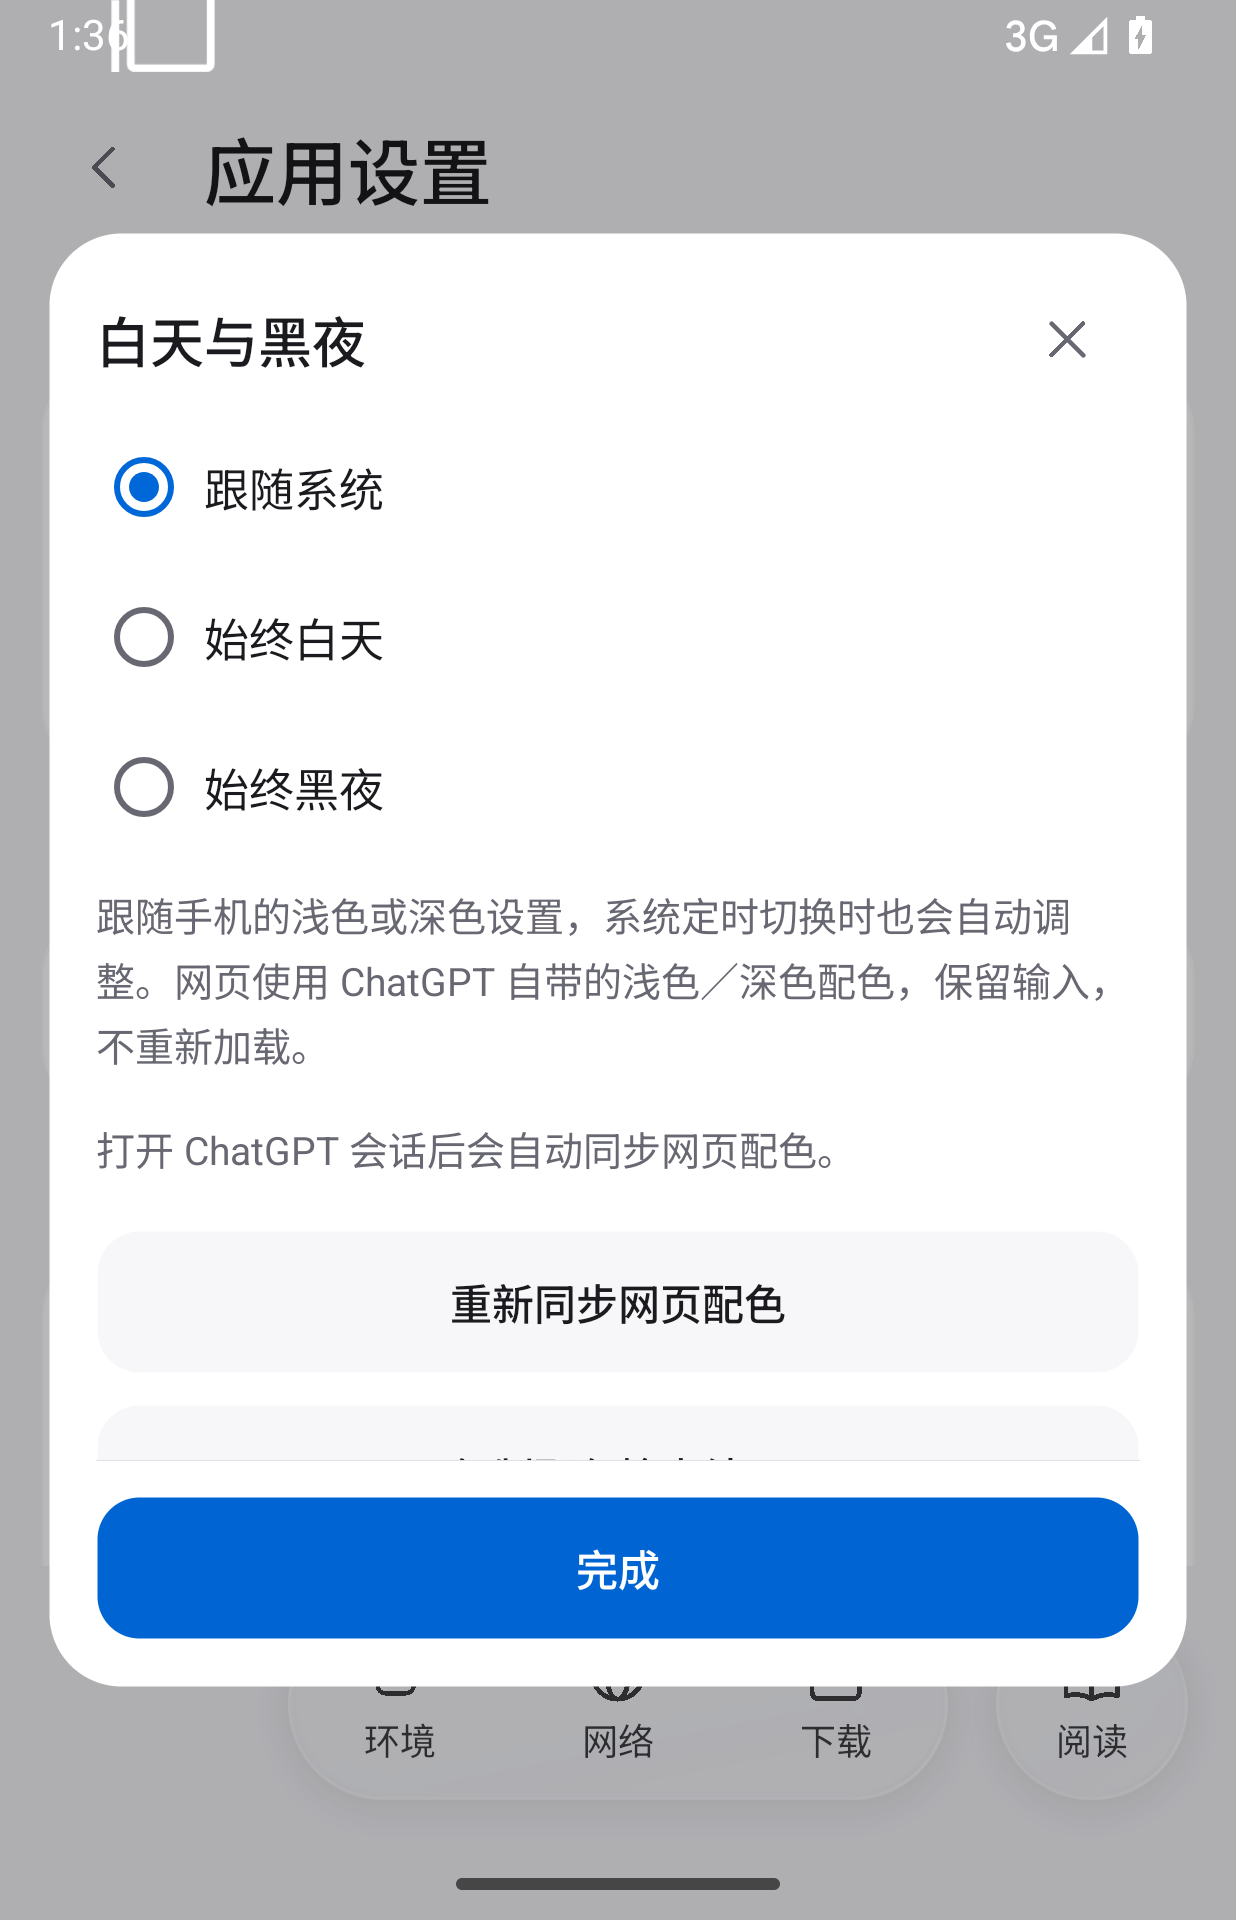 1:36
3G
应用设置
白天与黑夜
跟随系统
始终白天
始终黑夜
跟随手机的浅色或深色设置，系统定时切换时也会自动调
整。网页使用 ChatGPT 自带的浅色／深色配色，保留输入，
不重新加载。
打开 ChatGPT 会话后会自动同步网页配色。
重新同步网页配色
完成
环境
网络
下载
阅读